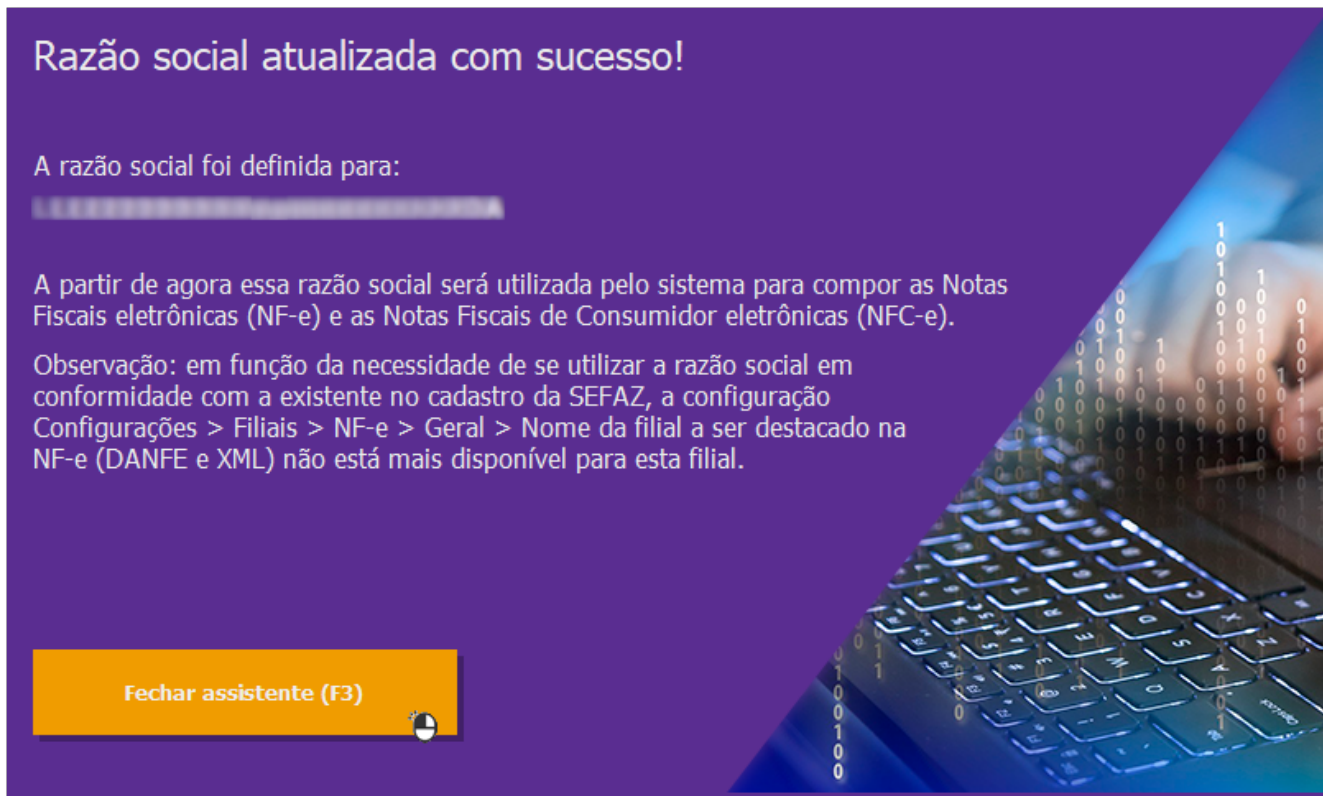 Razão social atualizada com sucesso!
A razão social foi definida para:
A partir de agora essa razão social será utilizada pelo sistema para compor as Notas
Fiscais eletrônicas (NF-e) e as Notas Fiscais de Consumidor eletrônicas (NFC-e).
Observação: em função da necessidade de se utilizar a razão social em
conformidade com a existente no cadastro da SEFAZ, a configuração
Configurações > Filiais > NF-e > Geral > Nome da filial a ser destacado na
NF-e (DANFE e XML) não está mais disponível para esta filial.
Fechar assistente (F3)